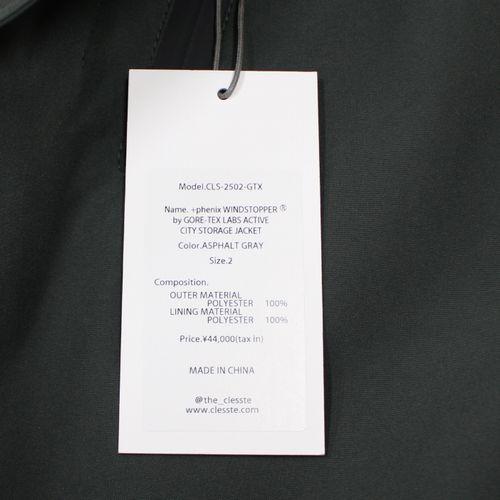 Model.CLS-2502-GTX
Name. +phenix WINDSTOPPER®
by GORE-TEX LABS ACTIVE
CITY STORAGE JACKET
Color.ASPHALT GRAY
Size.2
Composition.
OUTER MATERIAL
POLYESTER 100%
LINING MATERIAL
POLYESTER 100%
Price.¥44,000(tax in)
MADE IN CHINA
@the_clesste
www.clesste.com